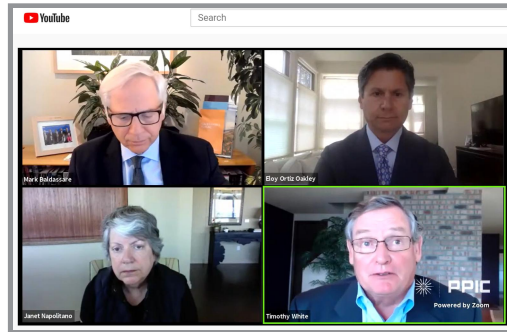 YouTube
Search
Mark Baldassare
Eloy Ortiz Oakley
Janet Napolitano
Timothy White
PPIC
Powered by Zoom